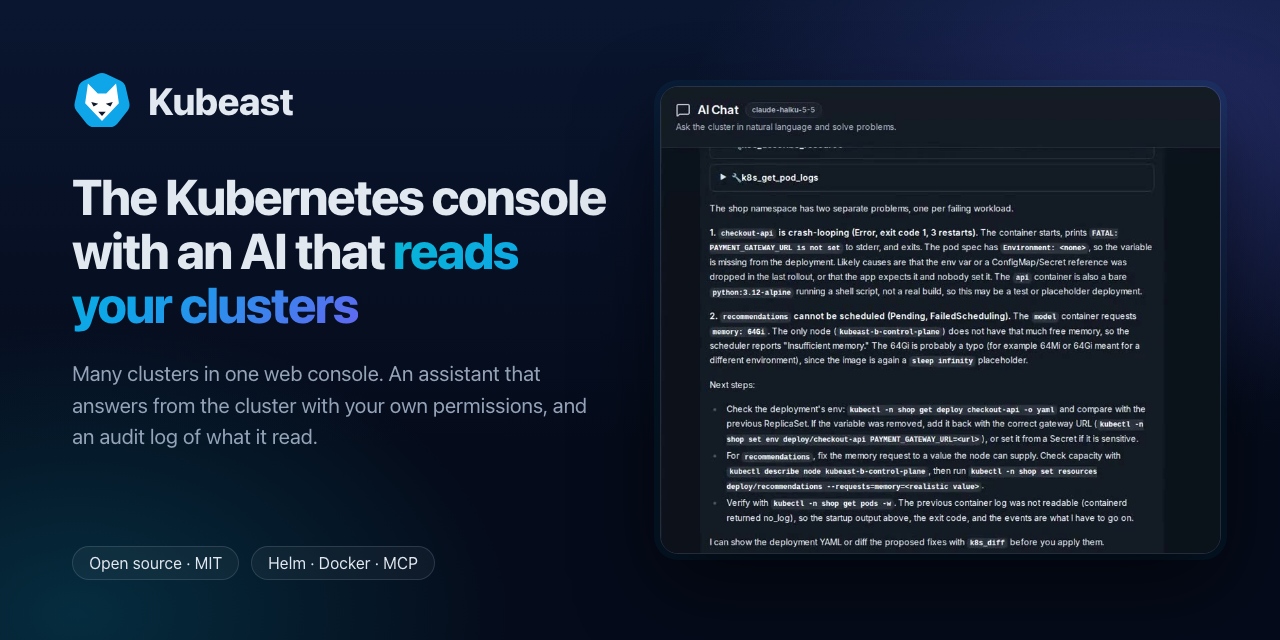 Kubeast
The Kubernetes console
with an AI that reads
your clusters
Many clusters in one web console. An assistant that
answers from the cluster with your own permissions, and
an audit log of what it read.
Open source · MIT
Helm · Docker · MCP
AI Chat claude-haiku-5-5
Ask the cluster in natural language and solve problems.
k8s_get_pod_logs
The shop namespace has two separate problems, one per failing workload.
1. checkout-api is crash-looping (Error, exit code 1, 3 restarts). The container starts, prints FATAL:
PAYMENT_GATEWAY_URL is not set to stderr, and exits. The pod spec has Environment: <none>, so the variable
is missing from the deployment. Likely causes are that the env var or a ConfigMap/Secret reference was
dropped in the last rollout, or that the app expects it and nobody set it. The api container is also a bare
python:3.12-alpine running a shell script, not a real build, so this may be a test or placeholder deployment.
2. recommendations cannot be scheduled (Pending, FailedScheduling). The model container requests
memory: 64Gi. The only node (kubeast-b-control-plane) does not have that much free memory, so the
scheduler reports "Insufficient memory." The 64Gi is probably a typo (for example 64Mi or 64Gi meant for a
different environment), since the image is again a sleep infinity placeholder.
Next steps:
Check the deployment's env: kubectl -n shop get deploy checkout-api -o yaml and compare with the
previous ReplicaSet. If the variable was removed, add it back with the correct gateway URL (kubectl -n
shop set env deploy/checkout-api PAYMENT_GATEWAY_URL=<url>), or set it from a Secret if it is sensitive.
For recommendations, fix the memory request to a value the node can supply. Check capacity with
kubectl describe node kubeast-b-control-plane, then run kubectl -n shop set resources
deploy/recommendations --requests=memory=<realistic value>.
Verify with kubectl -n shop get pods -w. The previous container log was not readable (containerd
returned no_log), so the startup output above, the exit code, and the events are what I have to go on.
I can show the deployment YAML or diff the proposed fixes with k8s_diff before you apply them.